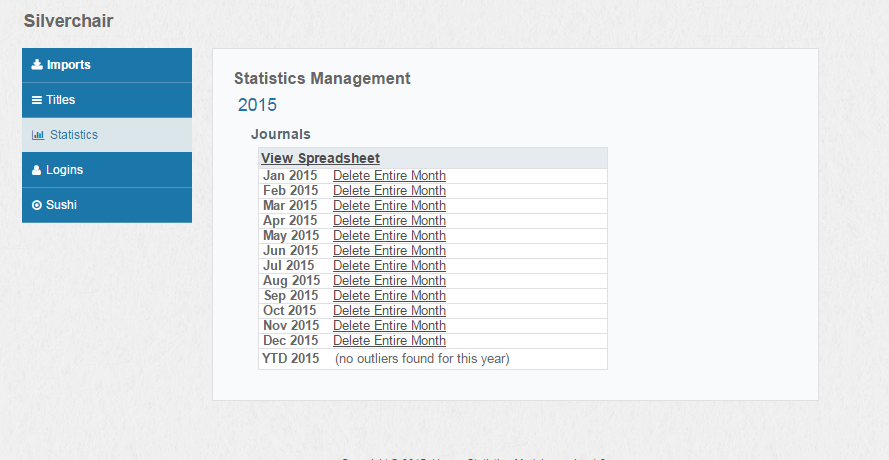 Silverchair
Imports
Titles
Statistics
Logins
Sushi
Statistics Management
2015
Journals
View Spreadsheet
Jan 2015 Delete Entire Month
Feb 2015 Delete Entire Month
Mar 2015 Delete Entire Month
Apr 2015 Delete Entire Month
May 2015 Delete Entire Month
Jun 2015 Delete Entire Month
Jul 2015 Delete Entire Month
Aug 2015 Delete Entire Month
Sep 2015 Delete Entire Month
Oct 2015 Delete Entire Month
Nov 2015 Delete Entire Month
Dec 2015 Delete Entire Month
YTD 2015 (no outliers found for this year)